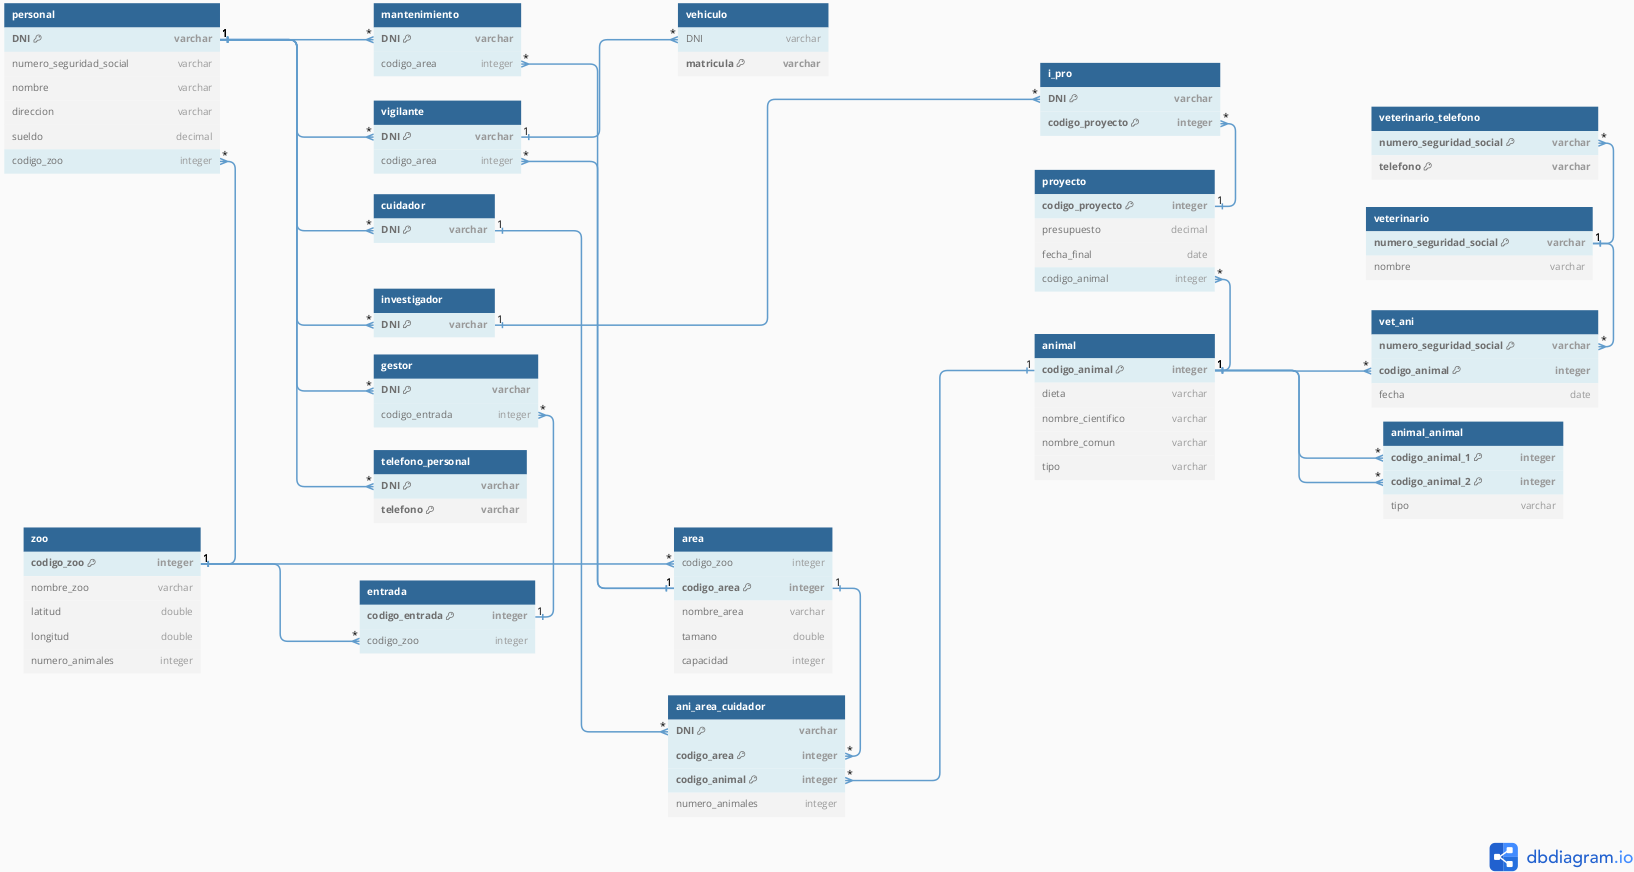 personal
DNI varchar
numero_seguridad_social varchar
nombre varchar
direccion varchar
sueldo decimal
codigo_zoo integer
1
*
mantenimiento
DNI varchar
codigo_area integer
*
*
vigilante
DNI varchar
codigo_area integer
*
1
*
cuidador
DNI varchar
*
1
investigador
DNI varchar
*
1
gestor
DNI varchar
codigo_entrada integer
*
*
telefono_personal
DNI varchar
telefono varchar
*
vehiculo
DNI varchar
matricula varchar
*
i_pro
DNI varchar
codigo_proyecto integer
*
*
proyecto
codigo_proyecto integer
presupuesto decimal
fecha_final date
codigo_animal integer
1
*
animal
codigo_animal integer
dieta varchar
nombre_cientifico varchar
nombre_comun varchar
tipo varchar
1
1
veterinario_telefono
numero_seguridad_social varchar
telefono varchar
*
veterinario
numero_seguridad_social varchar
nombre varchar
1
vet_ani
numero_seguridad_social varchar
codigo_animal integer
fecha date
*
*
animal_animal
codigo_animal_1 integer
codigo_animal_2 integer
tipo varchar
*
*
zoo
codigo_zoo integer
nombre_zoo varchar
latitud double
longitud double
numero_animales integer
1
entrada
codigo_entrada integer
codigo_zoo integer
1
*
area
codigo_zoo integer
codigo_area integer
nombre_area varchar
tamano double
capacidad integer
*
1
1
ani_area_cuidador
DNI varchar
codigo_area integer
codigo_animal integer
numero_animales integer
*
*
*
dbdiagram.io